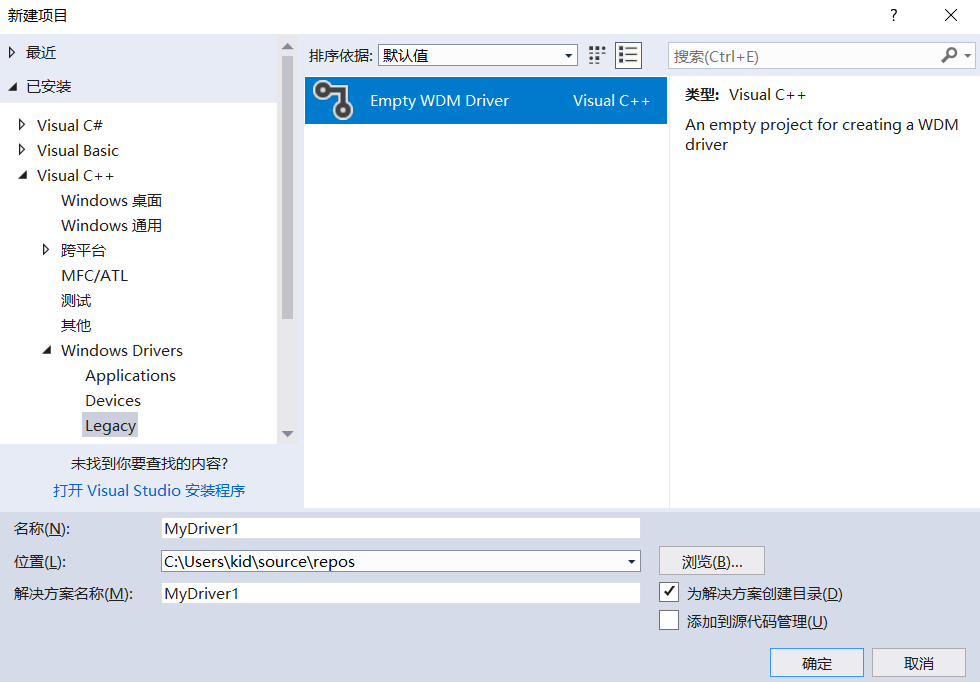 新建项目
?
最近
已安装
Visual C#
Visual Basic
Visual C++
Windows 桌面
Windows 通用
跨平台
MFC/ATL
测试
其他
Windows Drivers
Applications
Devices
Legacy
未找到你要查找的内容?
打开 Visual Studio 安装程序
排序依据: 默认值
搜索(Ctrl+E)
Empty WDM Driver Visual C++
类型: Visual C++
An empty project for creating a WDM
driver
名称(N): MyDriver1
位置(L): C:\Users\kid\source\repos
浏览(B)...
解决方案名称(M): MyDriver1
为解决方案创建目录(D)
添加到源代码管理(U)
确定
取消